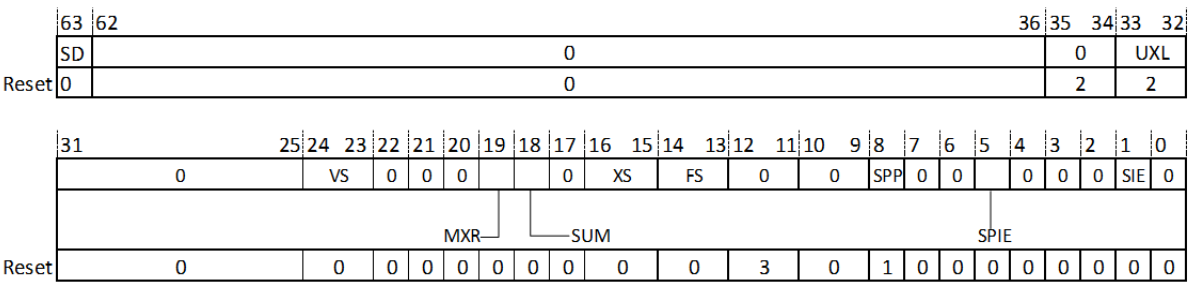 63 62 36 35 34 33 32
SD 0 0 UXL
Reset 0 0 2 2
31 25 24 23 22 21 20 19 18 17 16 15 14 13 12 11 10 9 8 7 6 5 4 3 2 1 0
0 VS 0 0 0 0 XS FS 0 0 SPP 0 0 0 0 0 SIE 0
MXR SUM SPIE
Reset 0 0 0 0 0 0 0 0 0 0 3 0 1 0 0 0 0 0 0 0 0